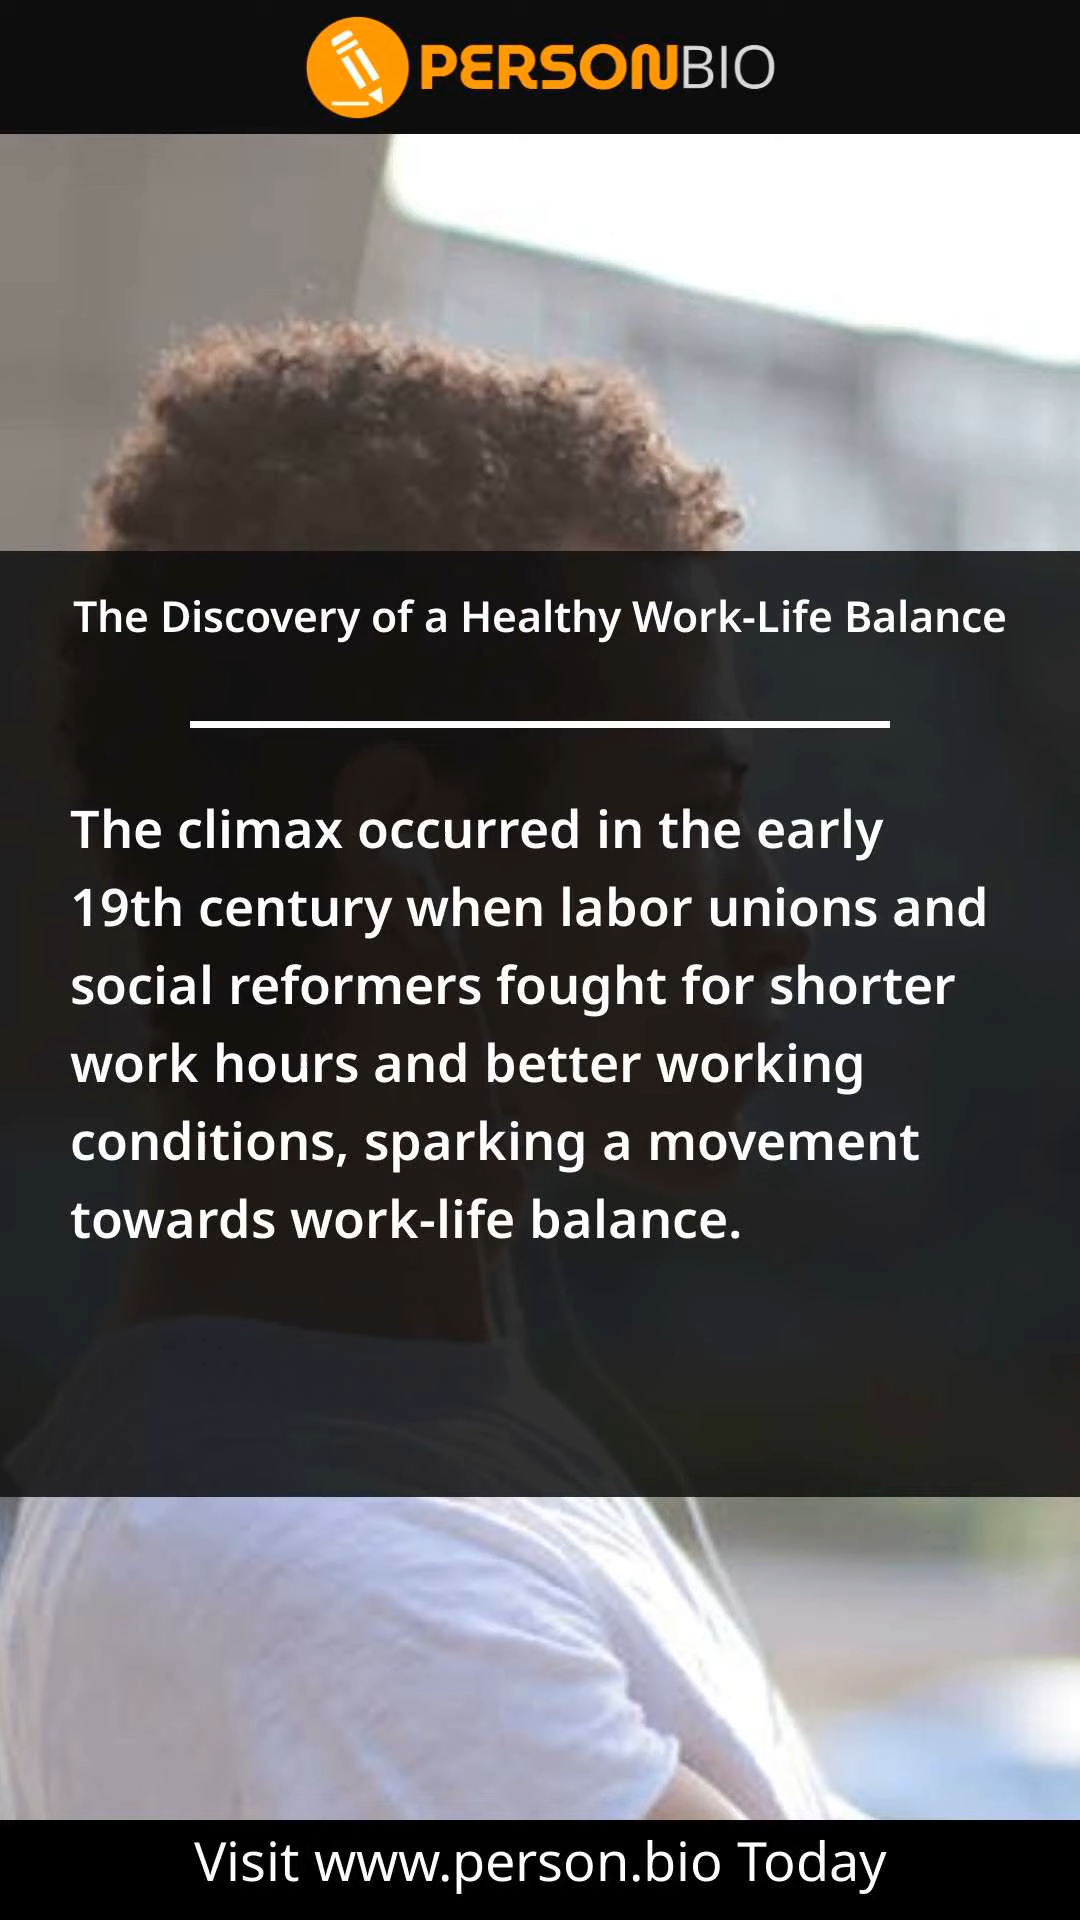 PERSONBIO
The Discovery of a Healthy Work-Life Balance
The climax occurred in the early
19th century when labor unions and
social reformers fought for shorter
work hours and better working
conditions, sparking a movement
towards work-life balance.
Visit www.person.bio Today